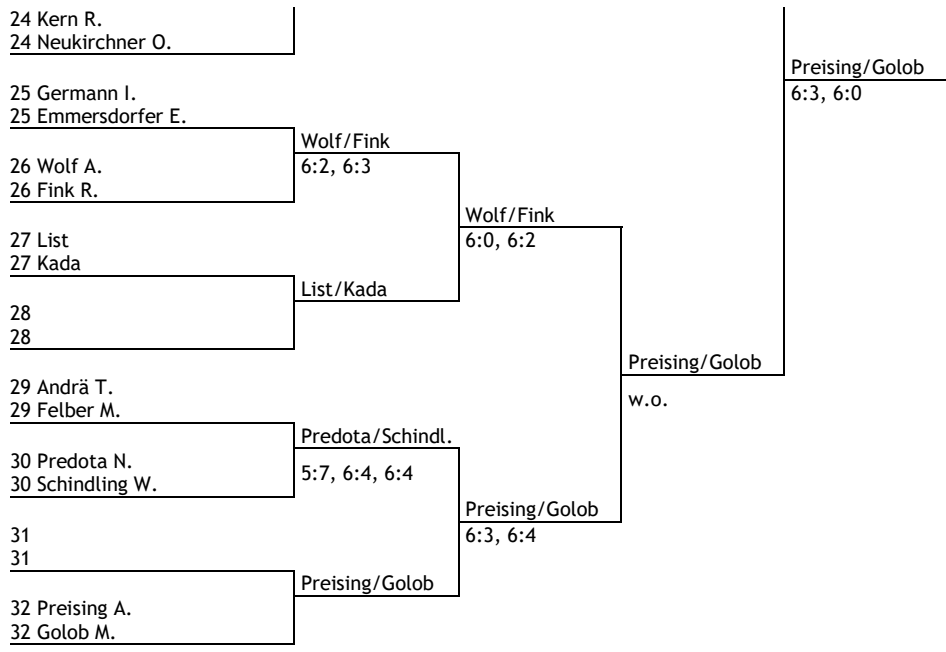 24 Kern R.
24 Neukirchner O.
Preising/Golob
6:3, 6:0
25 Germann I.
25 Emmersdorfer E.
Wolf/Fink
6:2, 6:3
26 Wolf A.
26 Fink R.
Wolf/Fink
6:0, 6:2
27 List
27 Kada
List/Kada
28
28
Preising/Golob
w.o.
29 Andrä T.
29 Felber M.
Predota/Schindl.
5:7, 6:4, 6:4
30 Predota N.
30 Schindling W.
Preising/Golob
6:3, 6:4
31
31
Preising/Golob
32 Preising A.
32 Golob M.